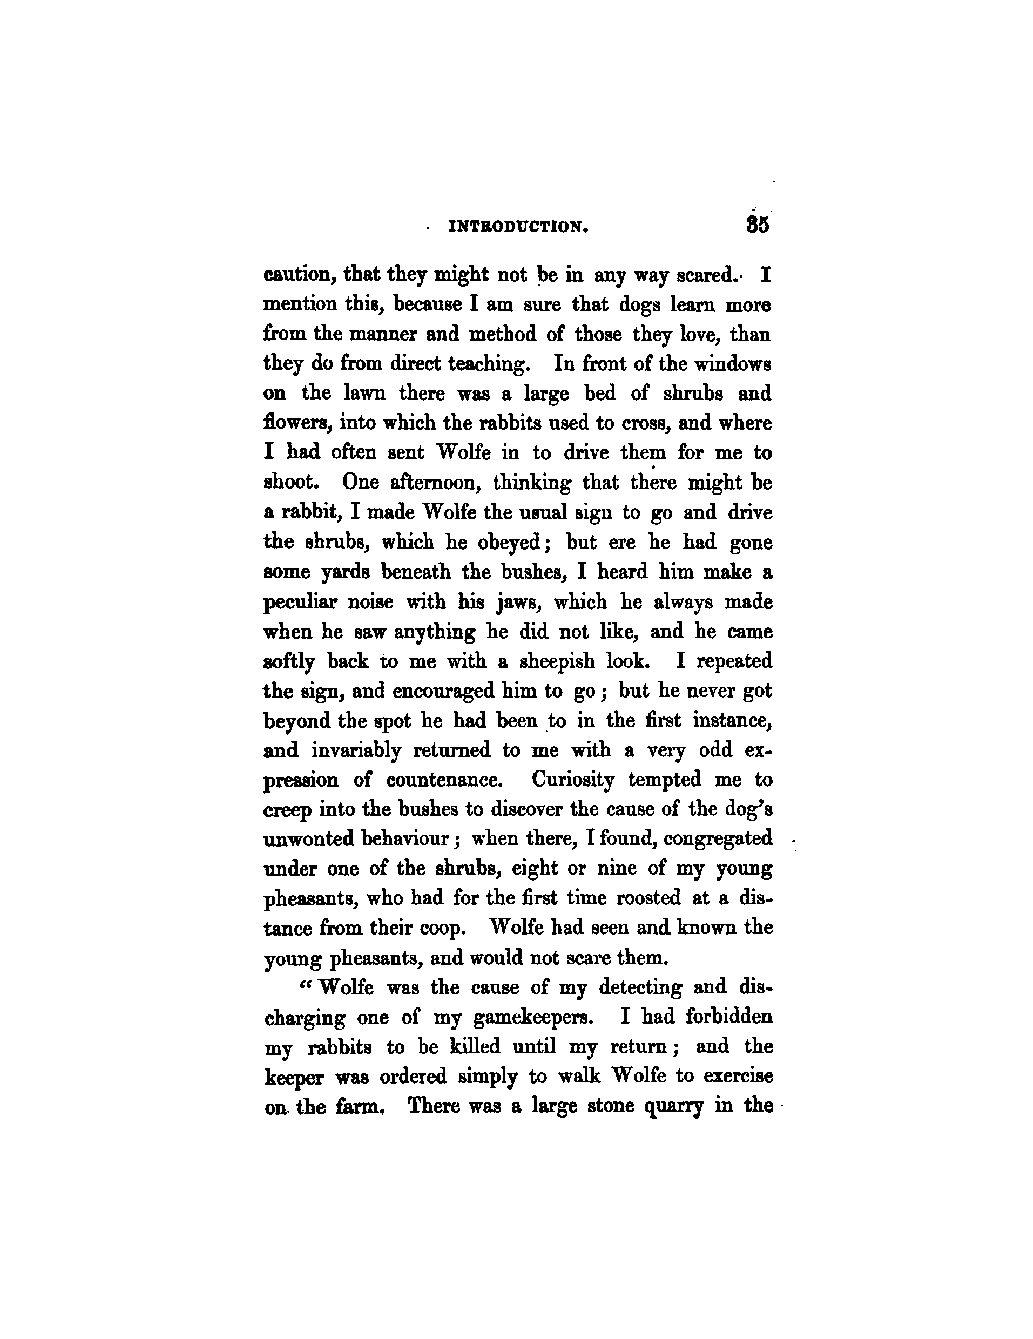 INTRODUCTION. 35
caution, that they might not be in any way scared. I
mention this, because I am sure that dogs learn more
from the manner and method of those they love, than
they do from direct teaching. In front of the windows
on the lawn there was a large bed of shrubs and
flowers, into which the rabbits used to cross, and where
I had often sent Wolfe in to drive them for me to
shoot. One afternoon, thinking that there might be
a rabbit, I made Wolfe the usual sign to go and drive
the shrubs, which he obeyed; but ere he had gone
some yards beneath the bushes, I heard him make a
peculiar noise with his jaws, which he always made
when he saw anything he did not like, and he came
softly back to me with a sheepish look. I repeated
the sign, and encouraged him to go; but he never got
beyond the spot he had been to in the first instance,
and invariably returned to me with a very odd ex-
pression of countenance. Curiosity tempted me to
creep into the bushes to discover the cause of the dog's
unwonted behaviour; when there, I found, congregated
under one of the shrubs, eight or nine of my young
pheasants, who had for the first time roosted at a dis-
tance from their coop. Wolfe had seen and known the
young pheasants, and would not scare them.
"Wolfe was the cause of my detecting and dis-
charging one of my gamekeepers. I had forbidden
my rabbits to be killed until my return; and the
keeper was ordered simply to walk Wolfe to exercise
on the farm. There was a large stone quarry in the